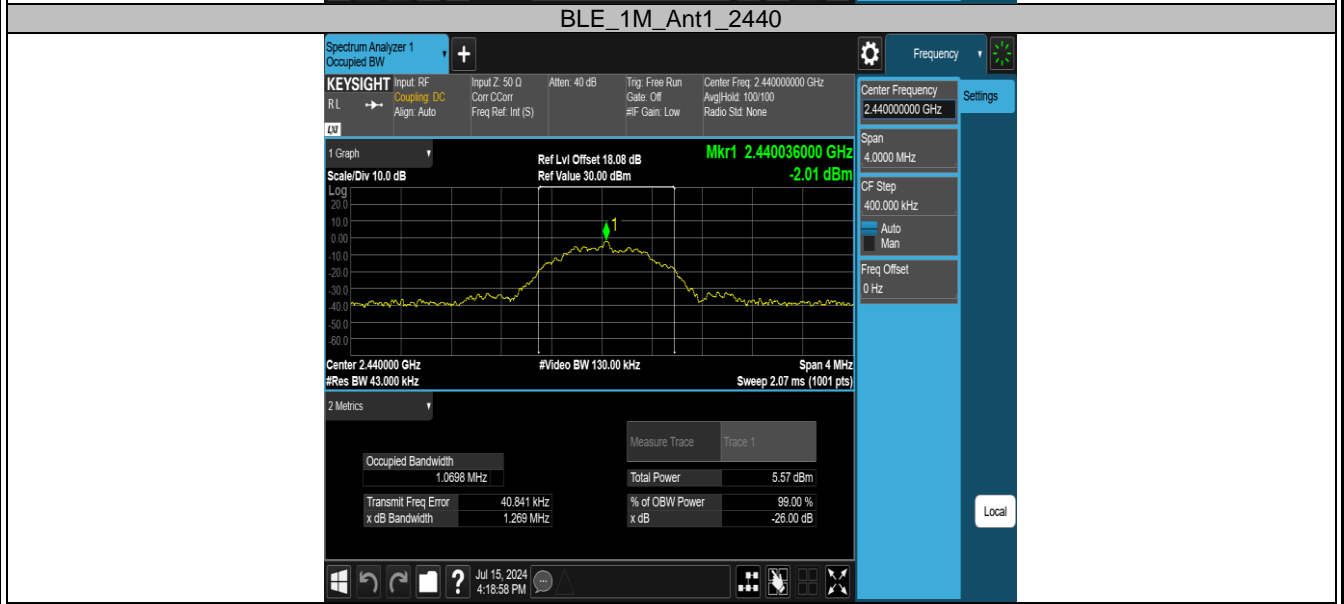 BLE_1M_Ant1_2440
Spectrum Analyzer 1
Occupied BW
+
Frequency
KEYSIGHT
RL
LXI
Input: RF
Coupling: DC
Align: Auto
Input Z: 50 Ω
Corr CCorr
Freq Ref: Int (S)
Atten: 40 dB
Trig: Free Run
Gate: Off
#IF Gain: Low
Center Freq: 2.440000000 GHz
Avg|Hold: 100/100
Radio Std: None
Center Frequency
2.440000000 GHz
Settings
Span
4.0000 MHz
CF Step
400.000 kHz
Auto
Man
Freq Offset
0 Hz
1 Graph
Scale/Div 10.0 dB
Ref Lvl Offset 18.08 dB
Ref Value 30.00 dBm
Mkr1 2.440036000 GHz
-2.01 dBm
Log
20.0
10.0
0.00
-10.0
-20.0
-30.0
-40.0
-50.0
-60.0
1
Center 2.440000 GHz
#Res BW 43.000 kHz
#Video BW 130.00 kHz
Span 4 MHz
Sweep 2.07 ms (1001 pts)
2 Metrics
Measure Trace Trace 1
Occupied Bandwidth
1.0698 MHz
Total Power 5.57 dBm
Transmit Freq Error 40.841 kHz
% of OBW Power 99.00 %
x dB Bandwidth 1.269 MHz
x dB -26.00 dB
Local
?
Jul 15, 2024
4:18:58 PM